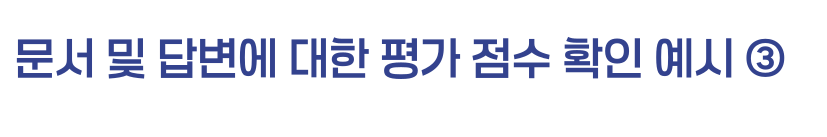 문서 및 답변에 대한 평가 점수 확인 예시 ③